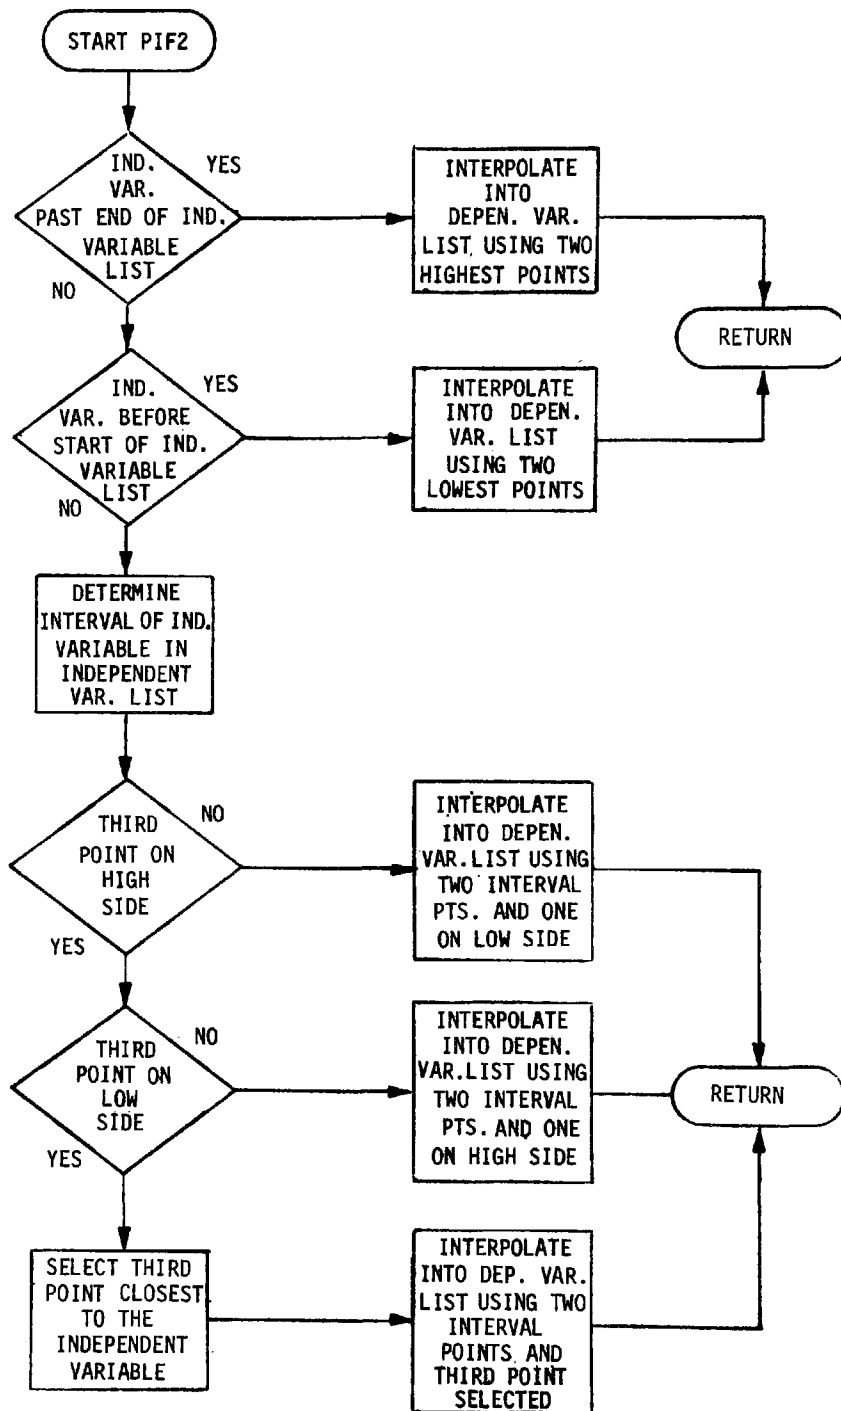 START PIF2
IND.
VAR.
PAST END OF IND.
VARIABLE
LIST
YES
NO
INTERPOLATE
INTO
DEPEN. VAR.
LIST, USING TWO
HIGHEST POINTS
RETURN
IND.
VAR. BEFORE
START OF IND.
VARIABLE
LIST
YES
NO
INTERPOLATE
INTO DEPEN.
VAR. LIST
USING TWO
LOWEST POINTS
DETERMINE
INTERVAL OF IND.
VARIABLE IN
INDEPENDENT
VAR. LIST
THIRD
POINT ON
HIGH
SIDE
NO
YES
INTERPOLATE
INTO DEPEN.
VAR. LIST USING
TWO INTERVAL
PTS. AND ONE
ON LOW SIDE
THIRD
POINT ON
LOW
SIDE
NO
YES
INTERPOLATE
INTO DEPEN.
VAR. LIST USING
TWO INTERVAL
PTS. AND ONE
ON HIGH SIDE
RETURN
SELECT THIRD
POINT CLOSEST
TO THE
INDEPENDENT
VARIABLE
INTERPOLATE
INTO DEP. VAR.
LIST USING TWO
INTERVAL
POINTS AND
THIRD POINT
SELECTED